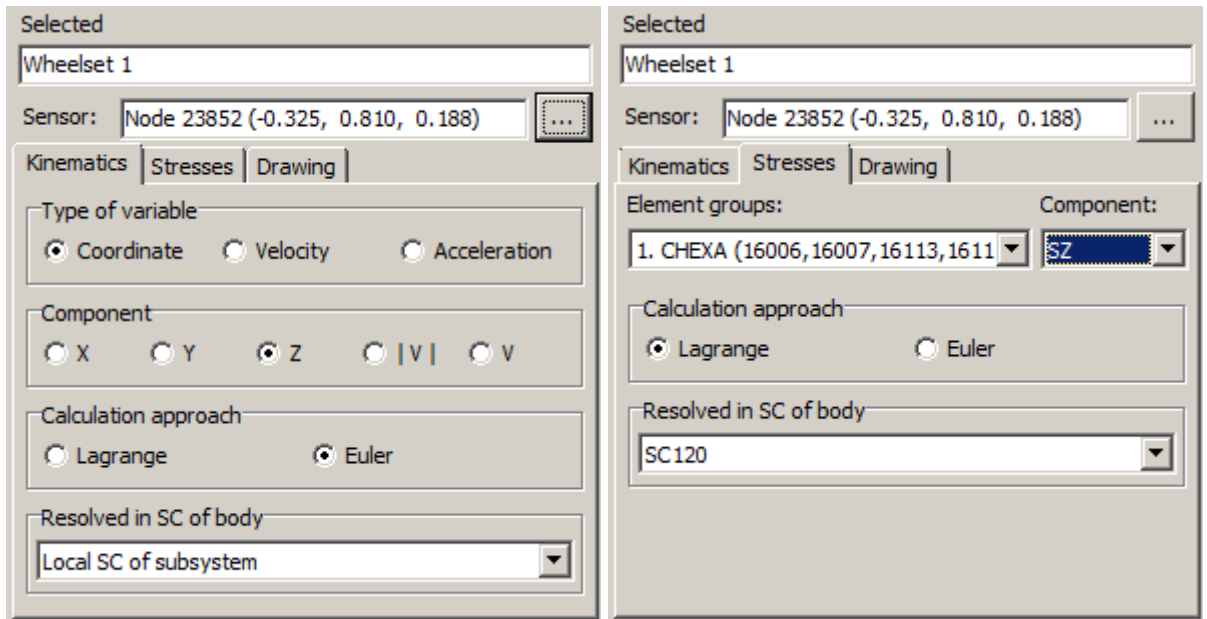 Selected
Wheelset 1
Sensor: Node 23852 (-0.325, 0.810, 0.188) ...
Kinematics Stresses Drawing
Type of variable
Coordinate Velocity Acceleration
Component
X Y Z |V| V
Calculation approach
Lagrange Euler
Resolved in SC of body
Local SC of subsystem
Selected
Wheelset 1
Sensor: Node 23852 (-0.325, 0.810, 0.188) ...
Kinematics Stresses Drawing
Element groups: Component:
1. CHEXA (16006,16007,16113,1611 SZ
Calculation approach
Lagrange Euler
Resolved in SC of body
SC120